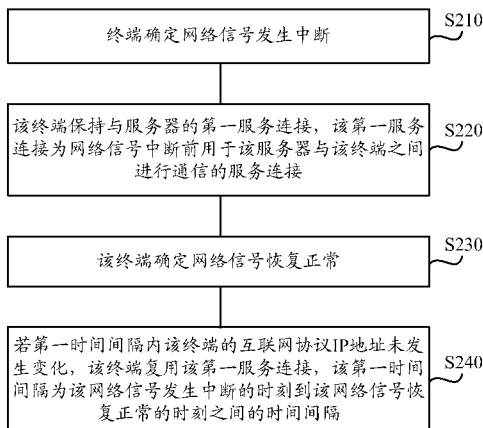 终端确定网络信号发生中断
S210
该终端保持与服务器的第一服务连接，该第一服务
连接为网络信号中断前用于该服务器与该终端之间
进行通信的服务连接
S220
该终端确定网络信号恢复正常
S230
若第一时间间隔内该终端的互联网协议IP地址未发
生变化，该终端复用该第一服务连接，该第一时间
间隔为该网络信号发生中断的时刻到该网络信号恢
复正常的时刻之间的时间间隔
S240